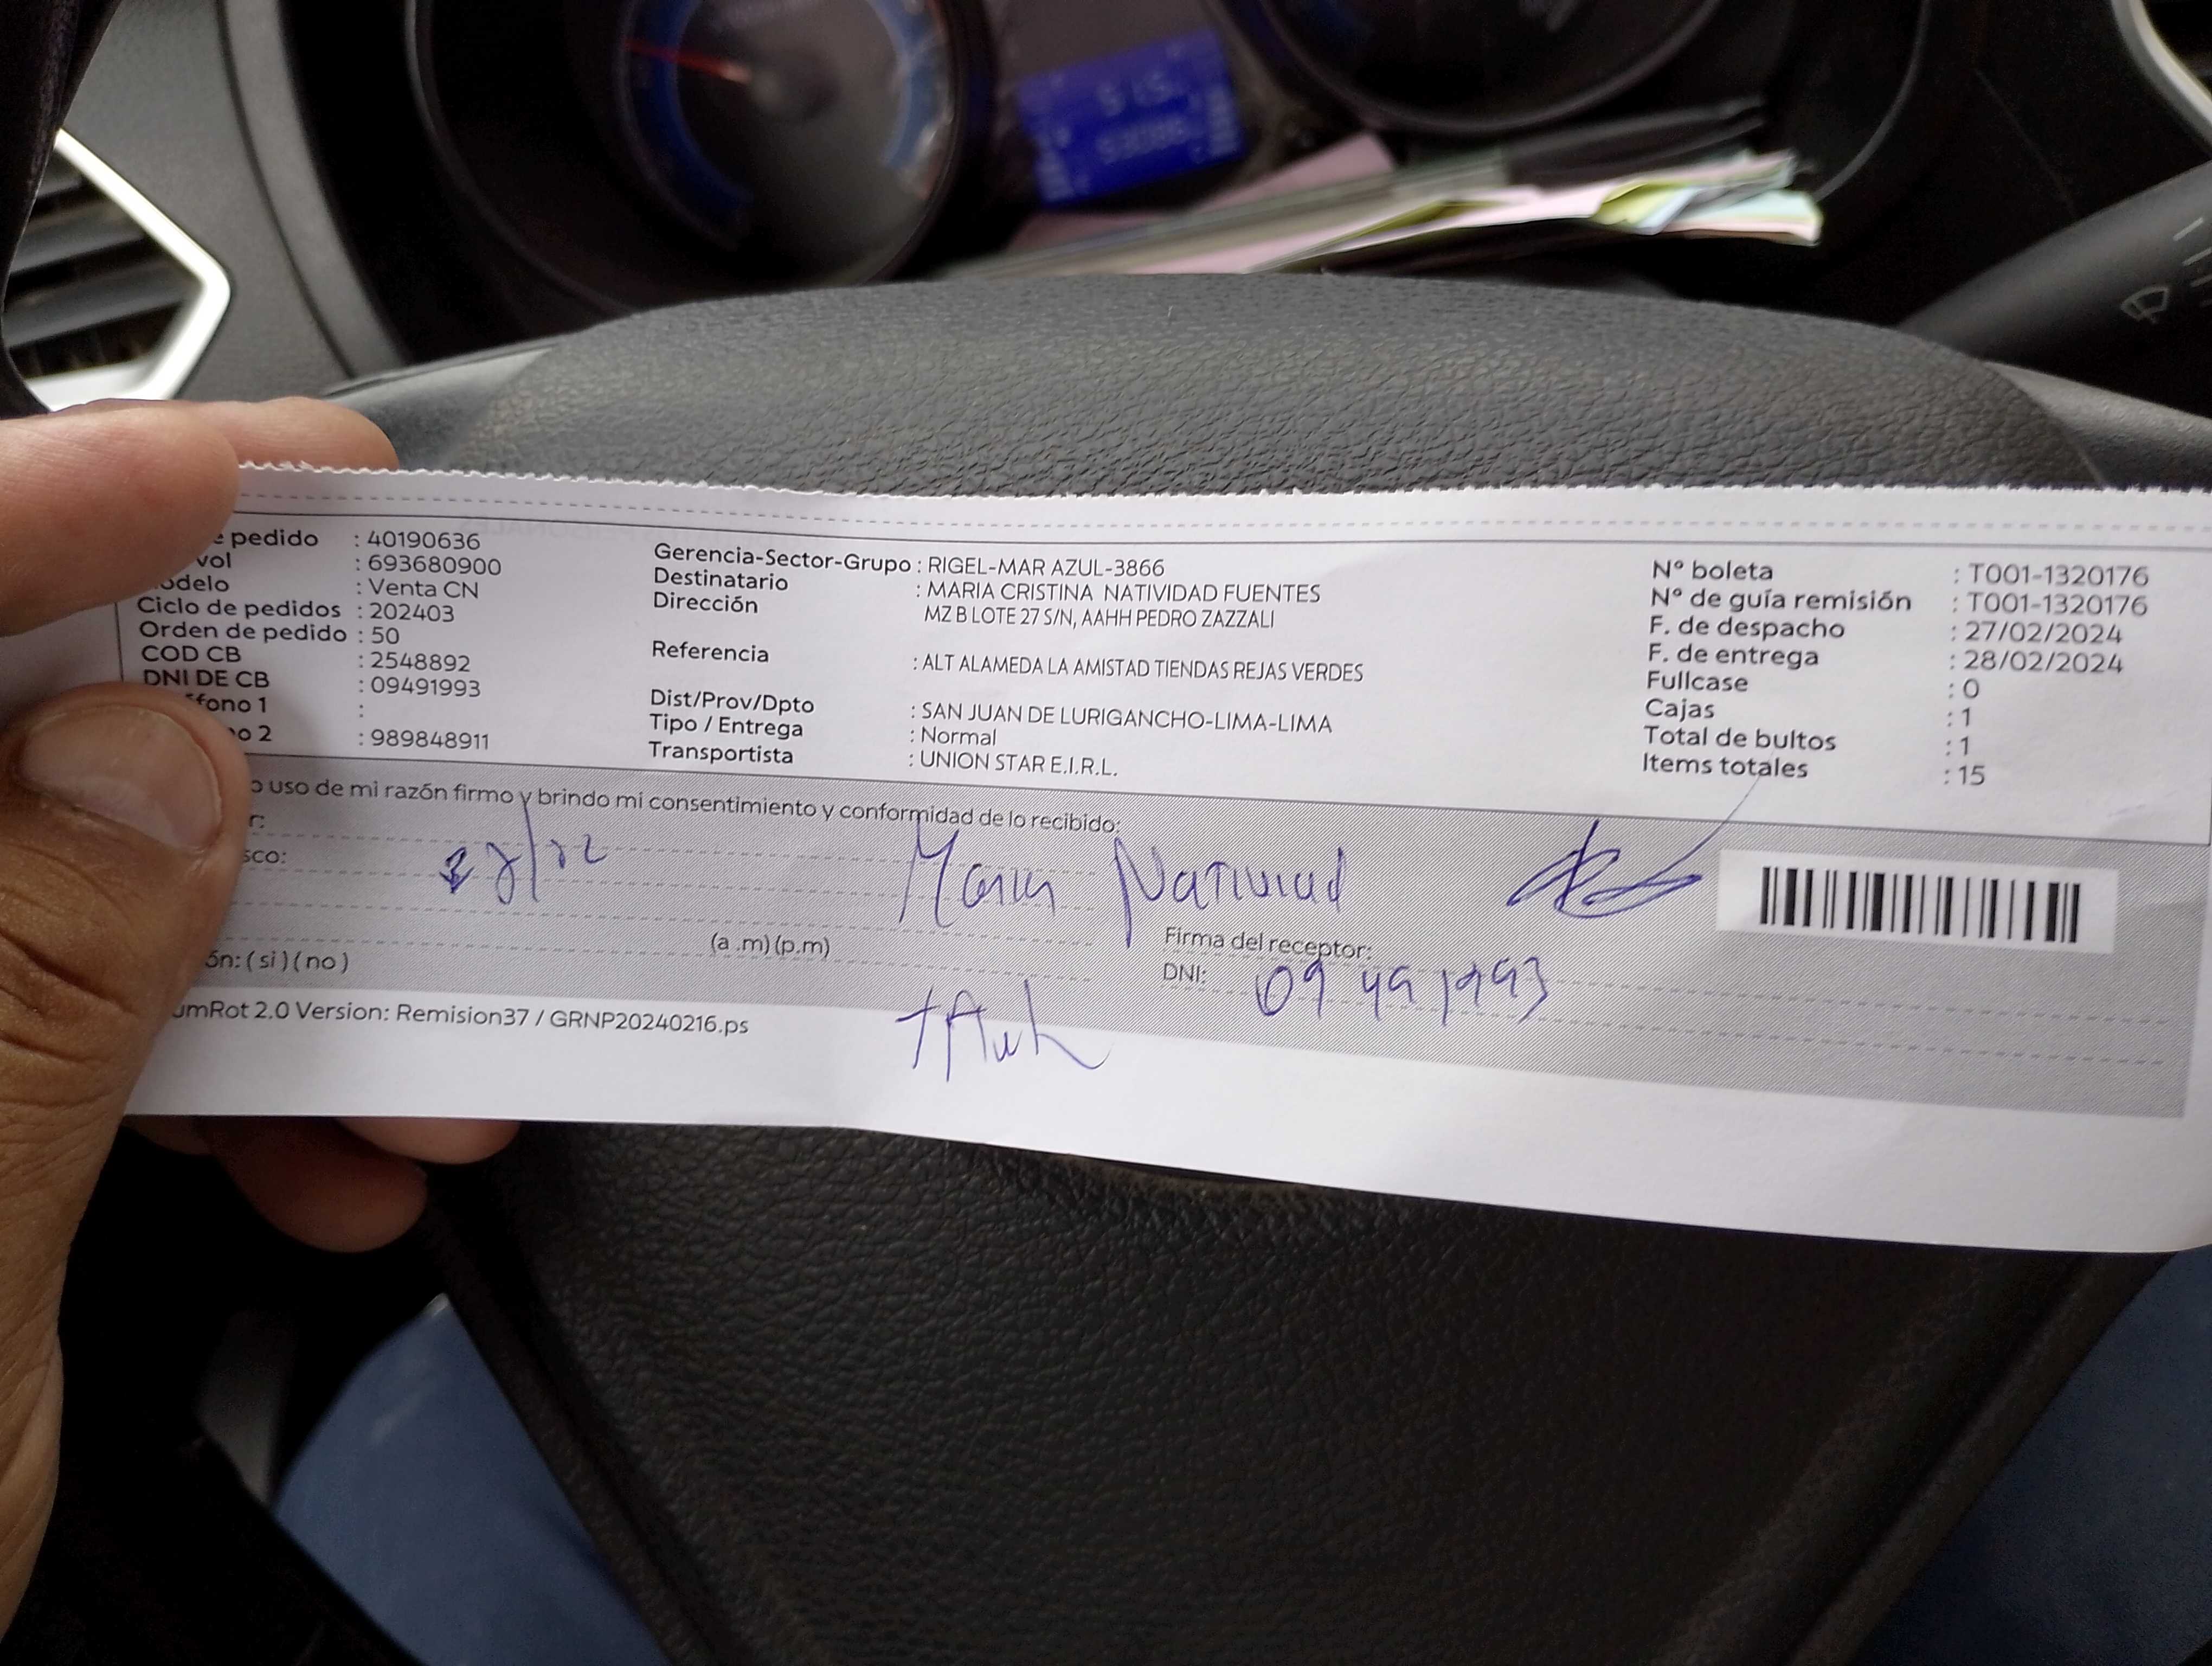 e pedido : 40190636
vol : 693680900
odelo : Venta CN
Ciclo de pedidos : 202403
Orden de pedido : 50
COD CB : 2548892
DNI DE CB : 09491993
fono 1 :
no 2 : 989848911
Gerencia-Sector-Grupo : RIGEL-MAR AZUL-3866
Destinatario : MARIA CRISTINA NATIVIDAD FUENTES
Dirección MZ B LOTE 27 S/N, AAHH PEDRO ZAZZALI
Referencia : ALT ALAMEDA LA AMISTAD TIENDAS REJAS VERDES
Dist/Prov/Dpto : SAN JUAN DE LURIGANCHO-LIMA-LIMA
Tipo / Entrega : Normal
Transportista : UNION STAR E.I.R.L.
Nº boleta : T001-1320176
Nº de guía remisión : T001-1320176
F. de despacho : 27/02/2024
F. de entrega : 28/02/2024
Fullcase : 0
Cajas : 1
Total de bultos : 1
Items totales : 15
o uso de mi razón firmo y brindo mi consentimiento y conformidad de lo recibido:
r:
sco:
Maria Natividad
(a .m) (p.m)
Firma del receptor:
ón: ( si ) ( no )
DNI: 09491993
umRot 2.0 Version: Remision37 / GRNP20240216.ps